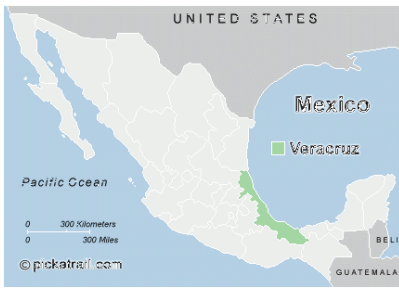 UNITED STATES
Mexico
Veracruz
Pacific Ocean
0 300 Kilometers
0 300 Miles
BELI
GUATEMALA
© pickatrail com